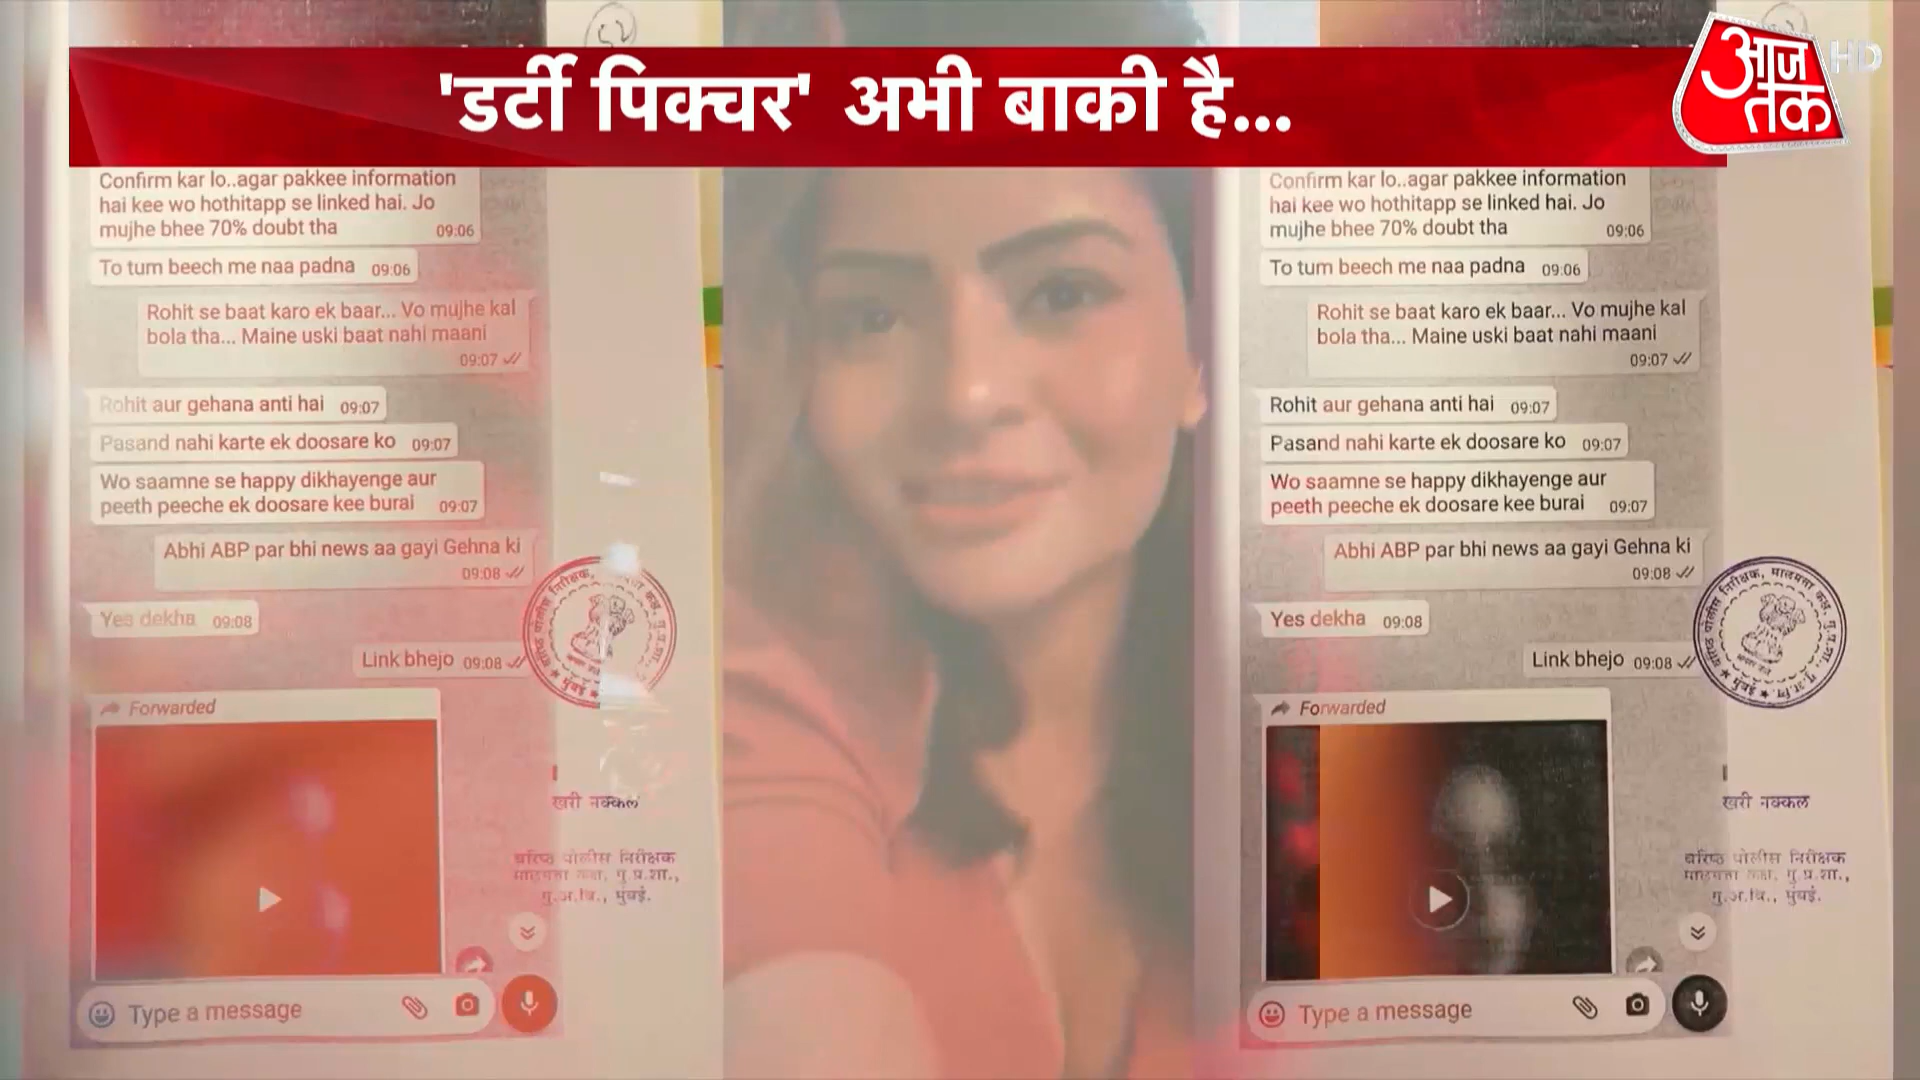 'डर्टी पिक्चर' अभी बाकी है...
आज
तक
HD
Confirm kar lo..agar pakkee information
hai kee wo hothitapp se linked hai. Jo
mujhe bhee 70% doubt tha 09:06
To tum beech me naa padna 09:06
Rohit se baat karo ek baar... Vo mujhe kal
bola tha... Maine uski baat nahi maani
09:07
Rohit aur gehana anti hai 09:07
Pasand nahi karte ek doosare ko 09:07
Wo saamne se happy dikhayenge aur
peeth peeche ek doosare kee burai 09:07
Abhi ABP par bhi news aa gayi Gehna ki
09:08
Yes dekha 09:08
Link bhejo 09:08
Forwarded
Type a message
खरी नक्कल
वरिष्ठ पोलीस निरीक्षक
मालमत्ता कक्ष, गु.प्र.शा.,
गु.अ.वि., मुंबई.
Confirm kar lo..agar pakkee information
hai kee wo hothitapp se linked hai. Jo
mujhe bhee 70% doubt tha 09:06
To tum beech me naa padna 09:06
Rohit se baat karo ek baar... Vo mujhe kal
bola tha... Maine uski baat nahi maani
09:07
Rohit aur gehana anti hai 09:07
Pasand nahi karte ek doosare ko 09:07
Wo saamne se happy dikhayenge aur
peeth peeche ek doosare kee burai 09:07
Abhi ABP par bhi news aa gayi Gehna ki
09:08
Yes dekha 09:08
Link bhejo 09:08
Forwarded
Type a message
वरिष्ठ पोलीस निरीक्षक, मालमत्ता कक्ष, गु.प्र.शा., गु.अ.वि. मुंबई
खरी नक्कल
वरिष्ठ पोलीस निरीक्षक
मालमत्ता कक्ष, गु.प्र.शा.,
गु.अ.वि., मुंबई.